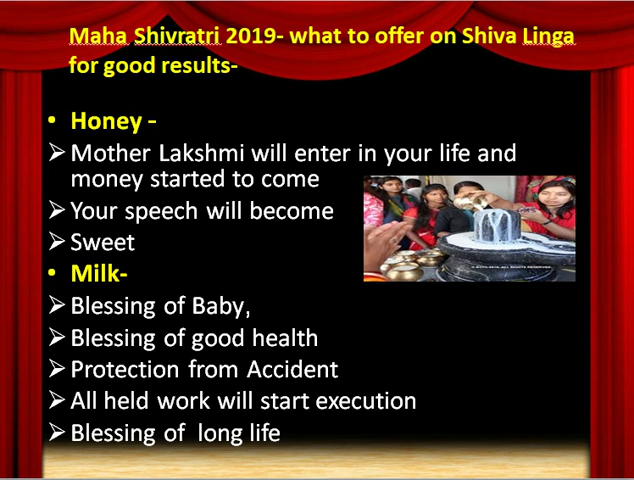 Maha Shivratri 2019- what to offer on Shiva Linga
for good results-
• Honey -
➢ Mother Lakshmi will enter in your life and
money started to come
➢ Your speech will become
➢ Sweet
• Milk-
➢ Blessing of Baby,
➢ Blessing of good health
➢ Protection from Accident
➢ All held work will start execution
➢ Blessing of long life